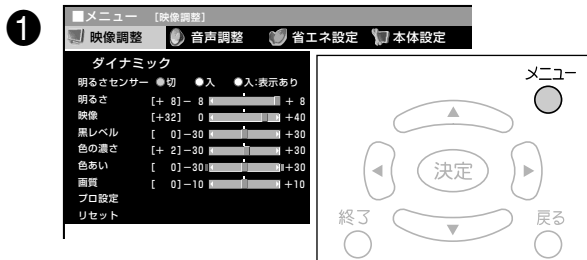 ❶
■メニュー [映像調整]
映像調整 音声調整 省エネ設定 本体設定
ダイナミック
明るさセンサー ●切 ●入 ●入:表示あり
明るさ [+ 8]− 8 + 8
映像 [+32] 0 +40
黒レベル [ 0]−30 +30
色の濃さ [+ 2]−30 +30
色あい [ 0]−30 +30
画質 [ 0]−10 +10
プロ設定
リセット
メニュー
決定
終了 戻る